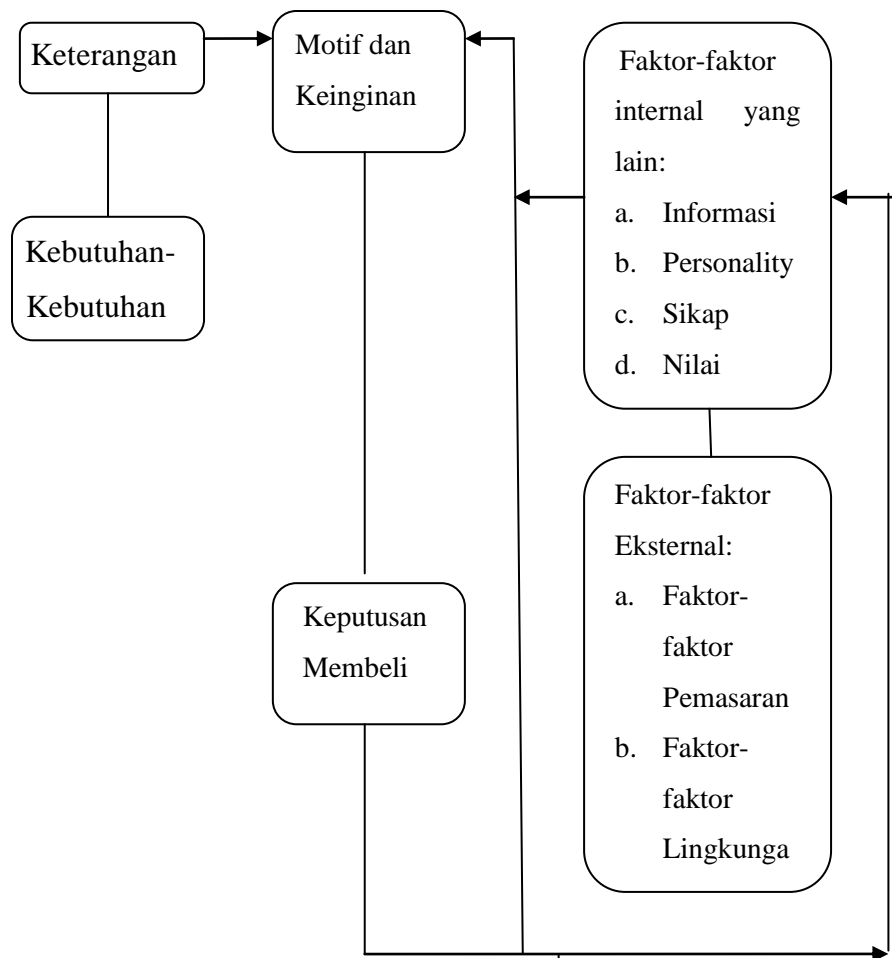 Keterangan
Motif dan
Keinginan
Kebutuhan-
Kebutuhan
Keputusan
Membeli
Faktor-faktor
internal yang
lain:
a. Informasi
b. Personality
c. Sikap
d. Nilai
Faktor-faktor
Eksternal:
a. Faktor-
faktor
Pemasaran
b. Faktor-
faktor
Lingkunga